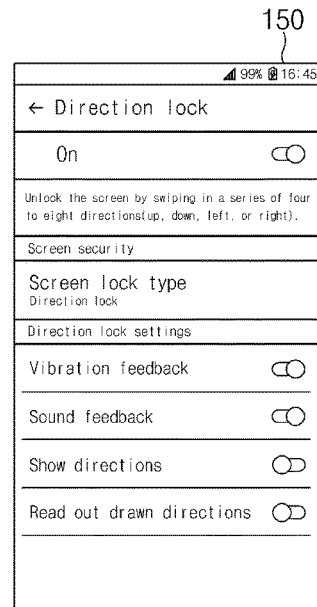 150
99% 16:45
← Direction lock
On
Unlock the screen by swiping in a series of four
to eight directions(up, down, left, or right).
Screen security
Screen lock type
Direction lock
Direction lock settings
Vibration feedback
Sound feedback
Show directions
Read out drawn directions